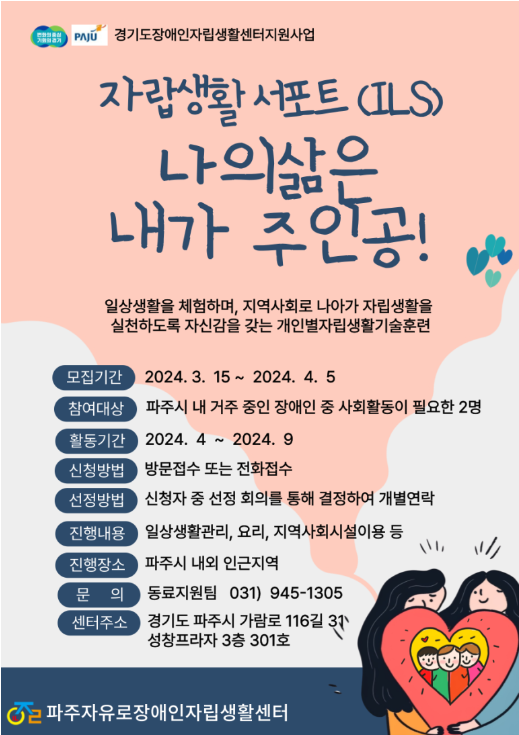 변화의 중심
기회의 경기
PAJU
경기도장애인자립생활센터지원사업
자립생활 서포트 (ILS)
나의삶은
내가 주인공!
일상생활을 체험하며, 지역사회로 나아가 자립생활을
실천하도록 자신감을 갖는 개인별자립생활기술훈련
모집기간 2024. 3. 15 ~ 2024. 4. 5
참여대상 파주시 내 거주 중인 장애인 중 사회활동이 필요한 2명
활동기간 2024. 4 ~ 2024. 9
신청방법 방문접수 또는 전화접수
선정방법 신청자 중 선정 회의를 통해 결정하여 개별연락
진행내용 일상생활관리, 요리, 지역사회시설이용 등
진행장소 파주시 내외 인근지역
문 의 동료지원팀 031) 945-1305
센터주소 경기도 파주시 가람로 116길 31
성창프라자 3층 301호
파주자유로장애인자립생활센터